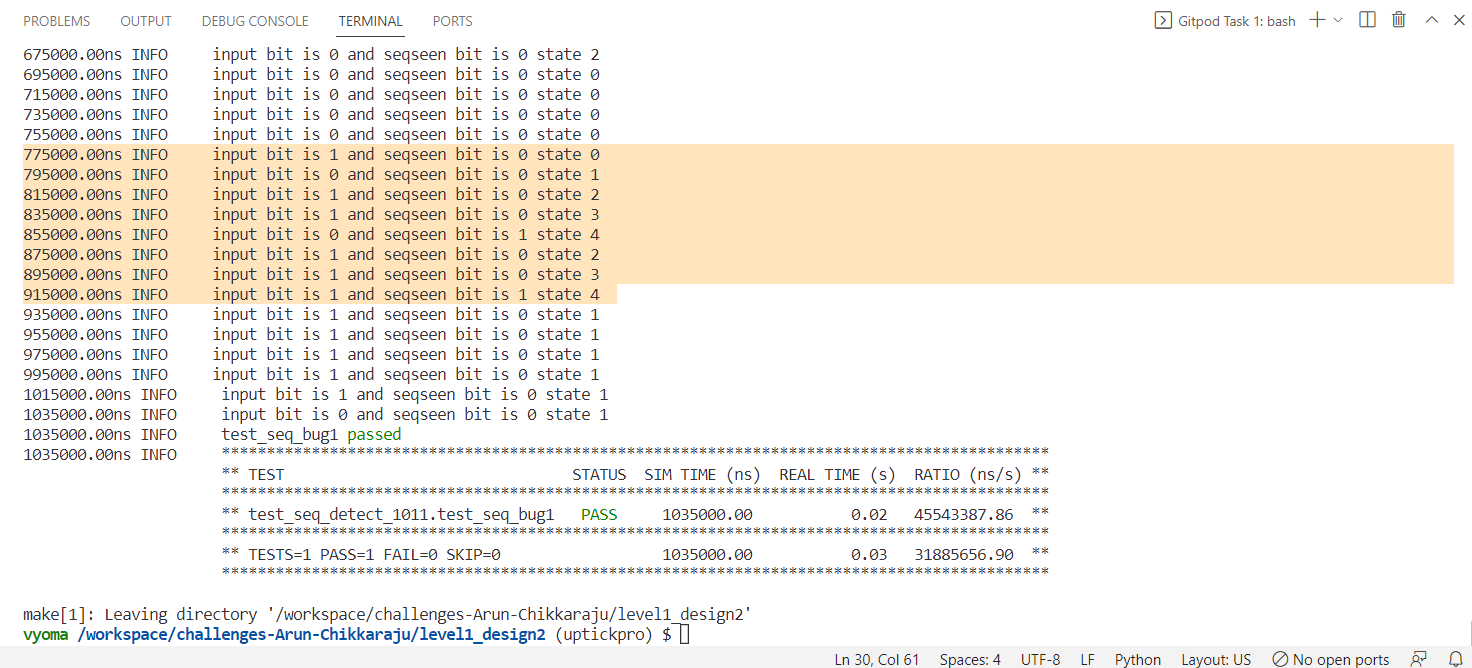 PROBLEMS OUTPUT DEBUG CONSOLE TERMINAL PORTS Gitpod Task 1: bash
675000.00ns INFO     input bit is 0 and seqseen bit is 0 state 2
695000.00ns INFO     input bit is 0 and seqseen bit is 0 state 0
715000.00ns INFO     input bit is 0 and seqseen bit is 0 state 0
735000.00ns INFO     input bit is 0 and seqseen bit is 0 state 0
755000.00ns INFO     input bit is 0 and seqseen bit is 0 state 0
775000.00ns INFO     input bit is 1 and seqseen bit is 0 state 0
795000.00ns INFO     input bit is 0 and seqseen bit is 0 state 1
815000.00ns INFO     input bit is 1 and seqseen bit is 0 state 2
835000.00ns INFO     input bit is 1 and seqseen bit is 0 state 3
855000.00ns INFO     input bit is 0 and seqseen bit is 1 state 4
875000.00ns INFO     input bit is 1 and seqseen bit is 0 state 2
895000.00ns INFO     input bit is 1 and seqseen bit is 0 state 3
915000.00ns INFO     input bit is 1 and seqseen bit is 1 state 4
935000.00ns INFO     input bit is 1 and seqseen bit is 0 state 1
955000.00ns INFO     input bit is 1 and seqseen bit is 0 state 1
975000.00ns INFO     input bit is 1 and seqseen bit is 0 state 1
995000.00ns INFO     input bit is 1 and seqseen bit is 0 state 1
1015000.00ns INFO     input bit is 1 and seqseen bit is 0 state 1
1035000.00ns INFO     input bit is 0 and seqseen bit is 0 state 1
1035000.00ns INFO     test_seq_bug1 passed
1035000.00ns INFO     ********************************************************************************************
** TEST                                STATUS  SIM TIME (ns)  REAL TIME (s)  RATIO (ns/s) **
********************************************************************************************
** test_seq_detect_1011.test_seq_bug1   PASS     1035000.00           0.02   45543387.86  **
********************************************************************************************
** TESTS=1 PASS=1 FAIL=0 SKIP=0                  1035000.00           0.03   31885656.90  **
********************************************************************************************
make[1]: Leaving directory '/workspace/challenges-Arun-Chikkaraju/level1_design2'
vyoma /workspace/challenges-Arun-Chikkaraju/level1_design2 (uptickpro) $
Ln 30, Col 61 Spaces: 4 UTF-8 LF Python Layout: US No open ports